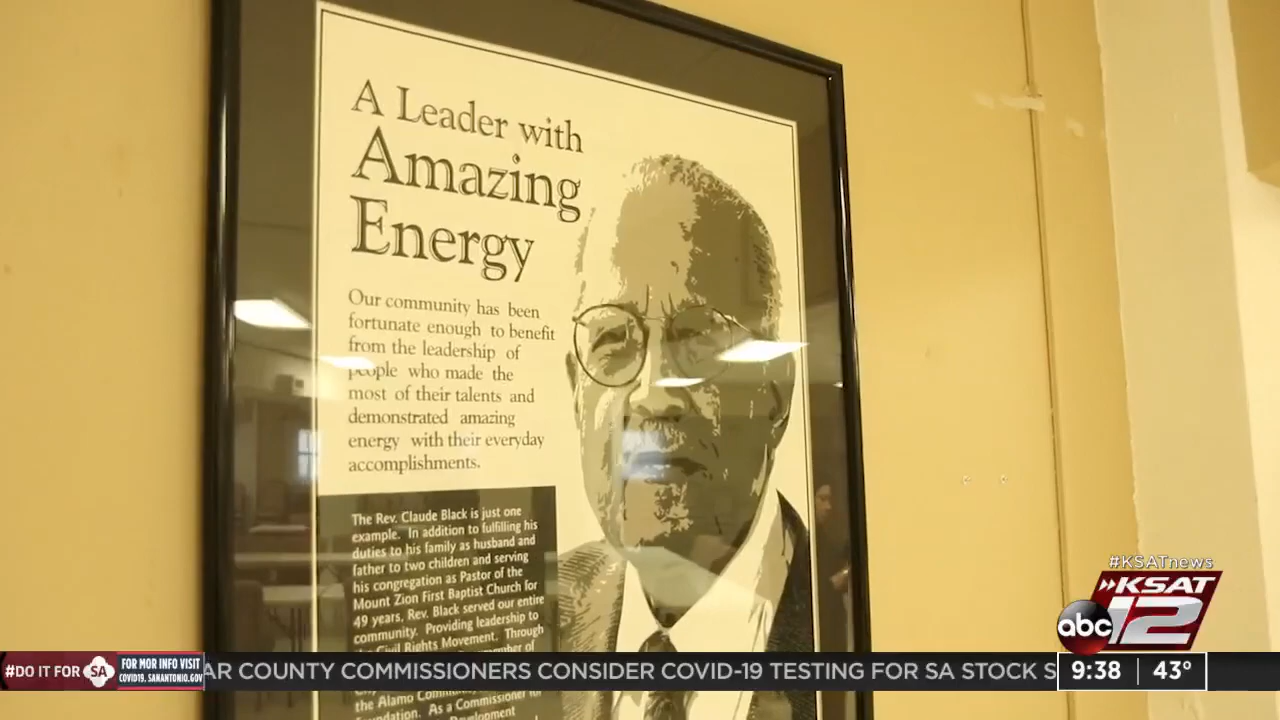 A Leader with
Amazing
Energy
Our community has been
fortunate enough to benefit
from the leadership of
people who made the
most of their talents and
demonstrated amazing
energy with their everyday
accomplishments.
The Rev. Claude Black is just one
example. In addition to fulfilling his
duties to his family as husband and
father to two children and serving
his congregation as Pastor of the
Mount Zion First Baptist Church for
49 years, Rev. Black served our entire
community. Providing leadership to
Civil Rights Movement. Through
of
the Alamo
As a Commissioner for
Development
#KSATnews
KSAT
abc 12
#DO IT FOR SA
FOR MOR INFO VISIT
COVID19.SANANTONIO.GOV
AR COUNTY COMMISSIONERS CONSIDER COVID-19 TESTING FOR SA STOCK S
9:38 43°